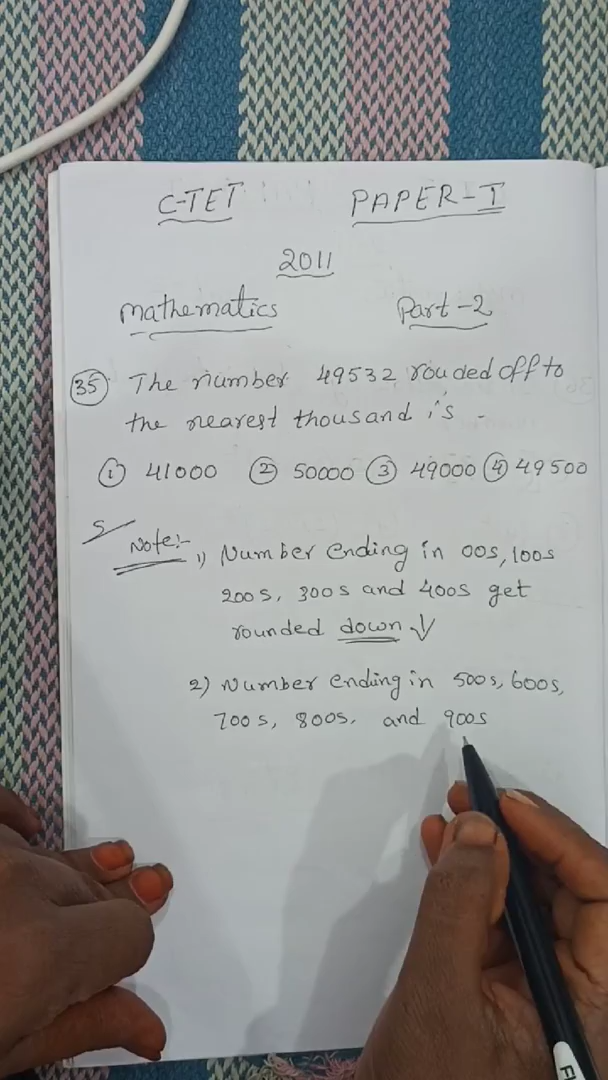 C-TET PAPER-I
2011
Mathematics Part-2
35 The number 49532 rouded off to
the nearest thousand is -
1 41000 2 50000 3 49000 4 49500
Note:- 1) Number ending in 00s, 100s
200s, 300s and 400s get
rounded down ↓
2) Number ending in 500s, 600s,
700s, 800s, and 900s